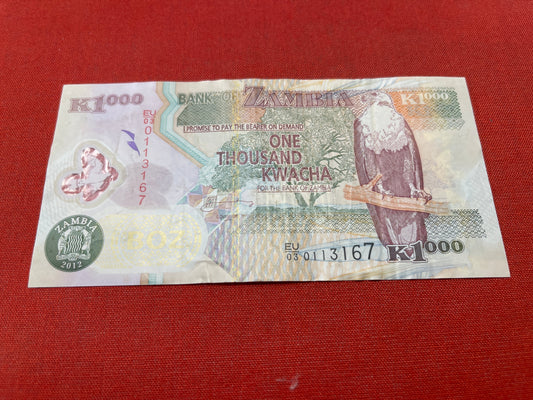 K1000
BANK OF ZAMBIA
K1000
I PROMISE TO PAY THE BEARER ON DEMAND
ONE
THOUSAND
KWACHA
FOR THE BANK OF ZAMBIA
EU/03 0113167
ZAMBIA
2012
EU/03 0113167
K1000